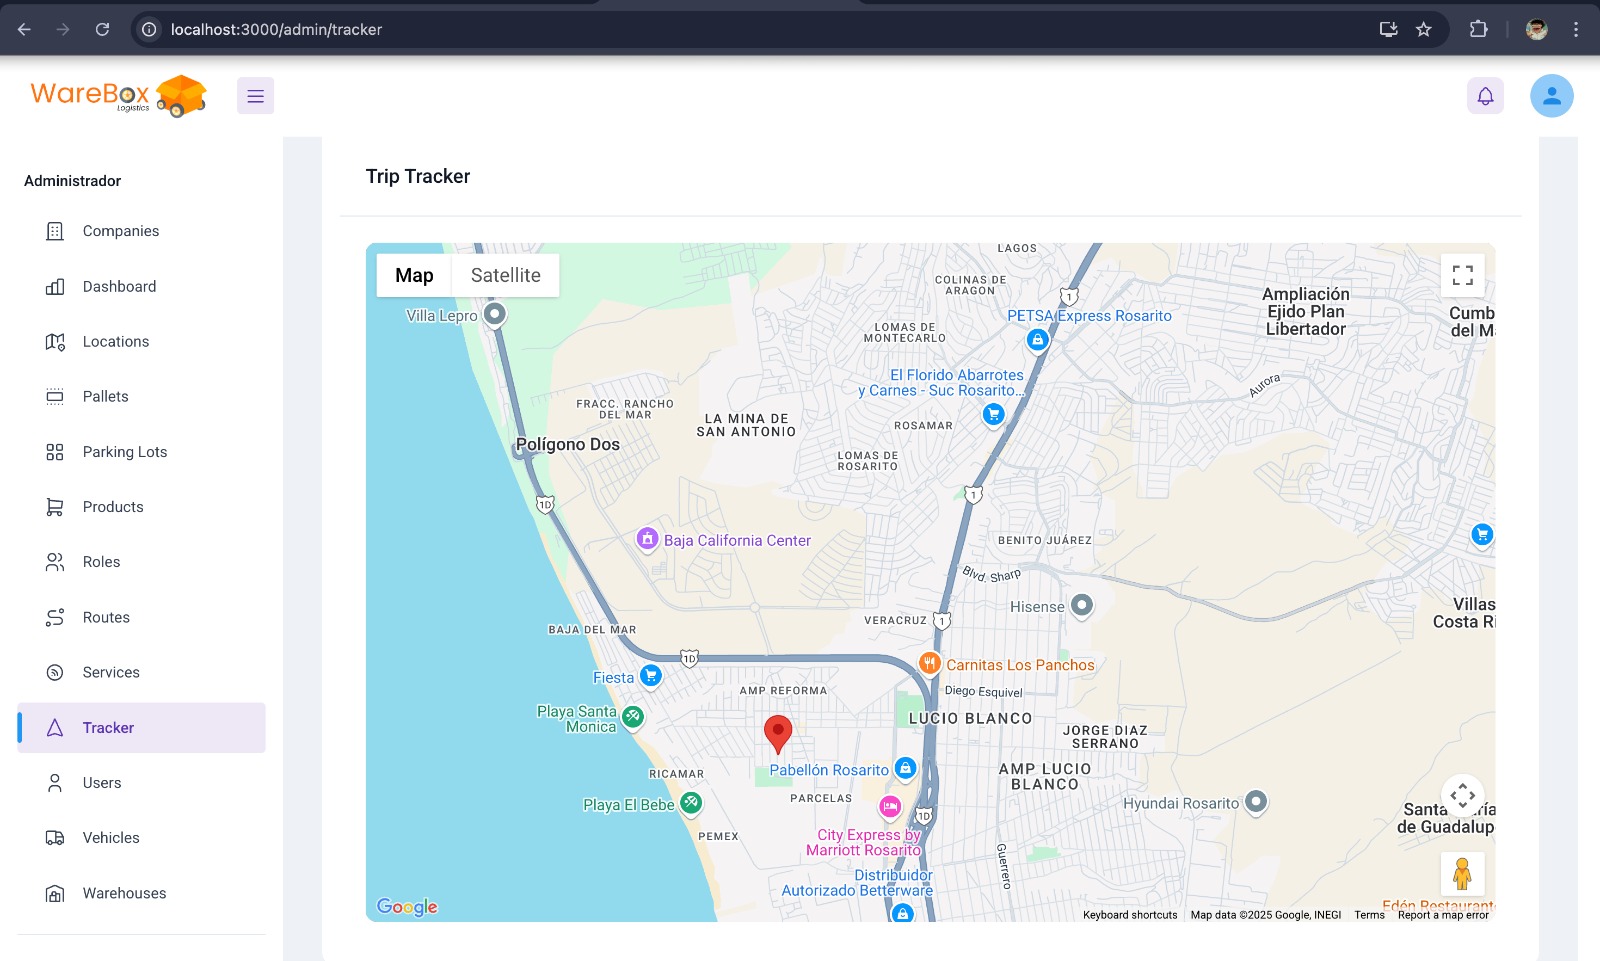 localhost:3000/admin/tracker
WareBox
Logistics
Administrador
Companies
Dashboard
Locations
Pallets
Parking Lots
Products
Roles
Routes
Services
Tracker
Users
Vehicles
Warehouses
Trip Tracker
Map
Satellite
LAGOS
COLINAS DE
ARAGON
1
Villa Lepro
PETSA Express Rosarito
Ampliación
Ejido Plan
Libertador
Cumb
del M
LOMAS DE
MONTECARLO
El Florido Abarrotes
y Carnes - Suc Rosarito...
Aurora
FRACC. RANCHO
DEL MAR
LA MINA DE
SAN ANTONIO
ROSAMAR
Polígono Dos
LOMAS DE
ROSARITO
1D
1
Baja California Center
BENITO JUÁREZ
Blvd. Sharp
Hisense
Villas
Costa Ri
BAJA DEL MAR
VERACRUZ
1
1D
Fiesta
Carnitas Los Panchos
AMP REFORMA
Diego Esquivel
Playa Santa
Monica
LUCIO BLANCO
JORGE DIAZ
SERRANO
RICAMAR
Pabellón Rosarito
AMP LUCIO
BLANCO
Playa El Bebe
PARCELAS
Hyundai Rosarito
Santa María
de Guadalup
PEMEX
1D
City Express by
Marriott Rosarito
Guerrero
Distribuidor
Autorizado Betterware
Edén Restaurant
Google
Keyboard shortcuts
Map data ©2025 Google, INEGI
Terms
Report a map error